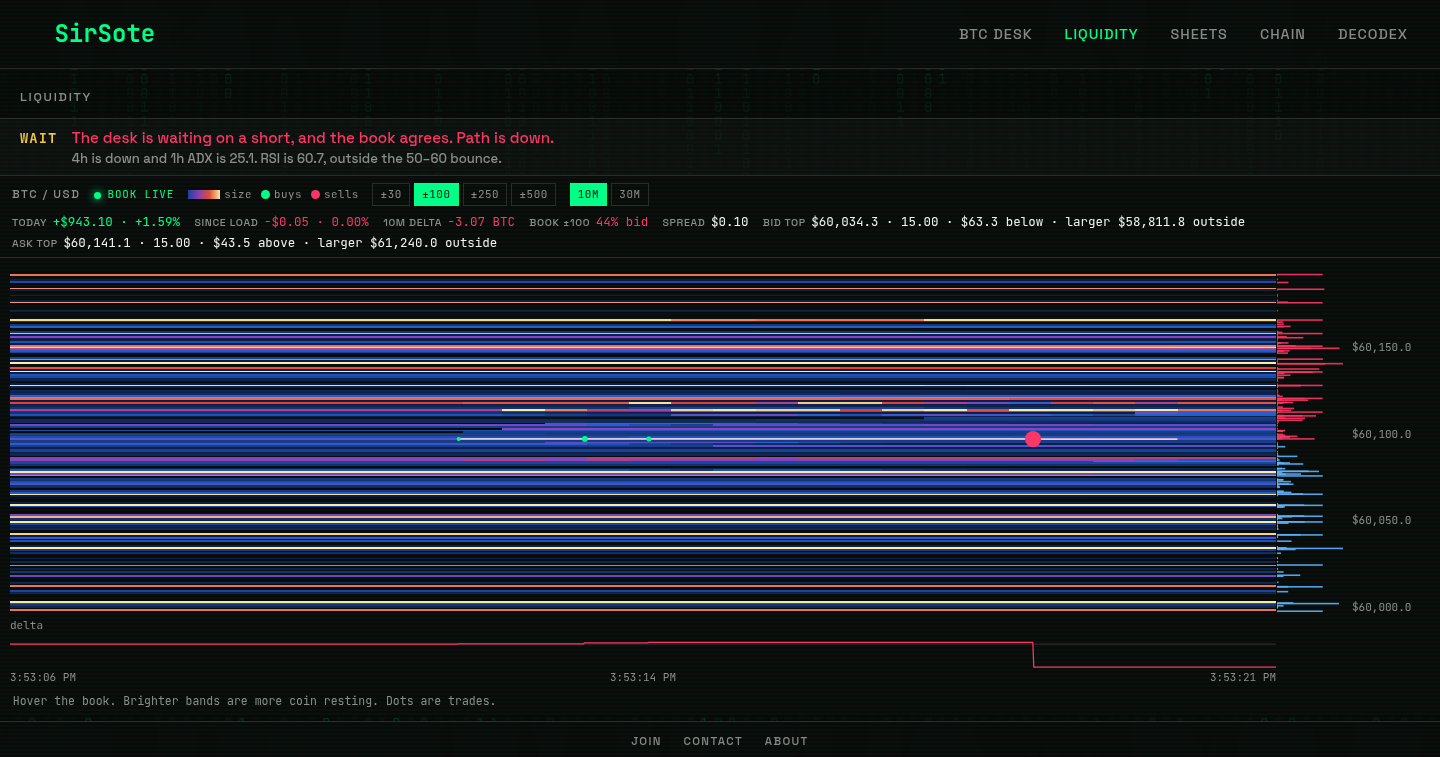 SirSote
BTC DESK LIQUIDITY SHEETS CHAIN DECODEX
LIQUIDITY
WAIT The desk is waiting on a short, and the book agrees. Path is down.
4h is down and 1h ADX is 25.1. RSI is 60.7, outside the 50–60 bounce.
BTC / USD BOOK LIVE size buys sells ±30 ±100 ±250 ±500 10M 30M
TODAY +$943.10 · +1.59% SINCE LOAD -$0.05 · 0.00% 10M DELTA -3.07 BTC BOOK ±100 44% bid SPREAD $0.10 BID TOP $60,034.3 · 15.00 · $63.3 below · larger $58,811.8 outside
ASK TOP $60,141.1 · 15.00 · $43.5 above · larger $61,240.0 outside
$60,150.0
$60,100.0
$60,050.0
$60,000.0
delta
3:53:06 PM 3:53:14 PM 3:53:21 PM
Hover the book. Brighter bands are more coin resting. Dots are trades.
JOIN CONTACT ABOUT